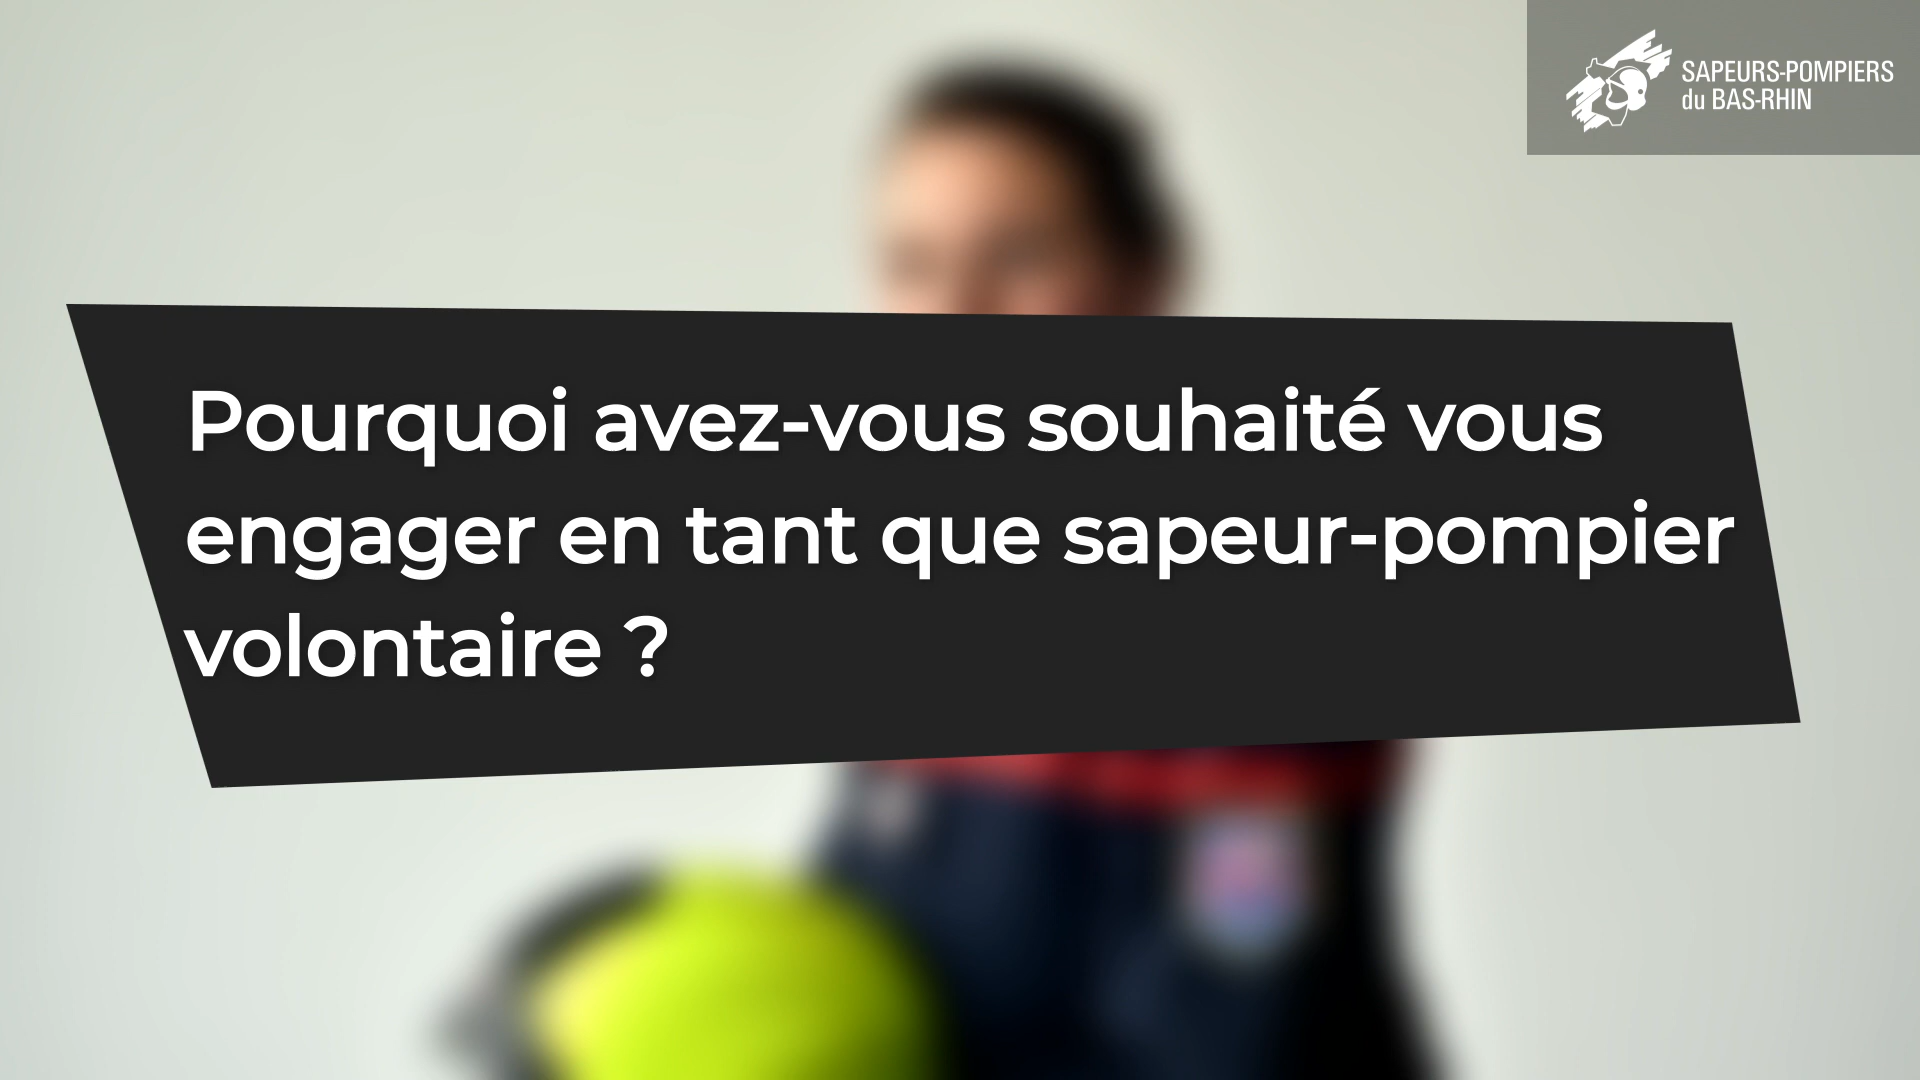 SAPEURS-POMPIERS
du BAS-RHIN
Pourquoi avez-vous souhaité vous
engager en tant que sapeur-pompier
volontaire ?